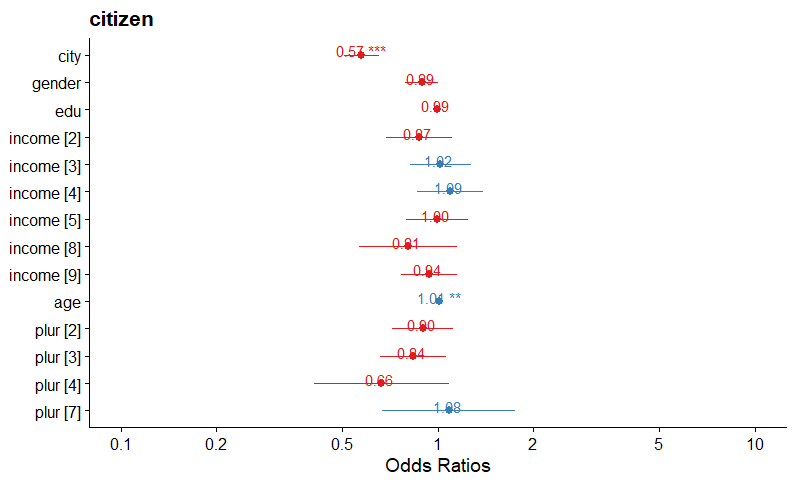 citizen
city 0.57 ***
gender 0.89
edu 0.99
income [2] 0.87
income [3] 1.02
income [4] 1.09
income [5] 1.00
income [8] 0.81
income [9] 0.94
age 1.01 **
plur [2] 0.90
plur [3] 0.84
plur [4] 0.66
plur [7] 1.08
0.1 0.2 0.5 1 2 5 10
Odds Ratios